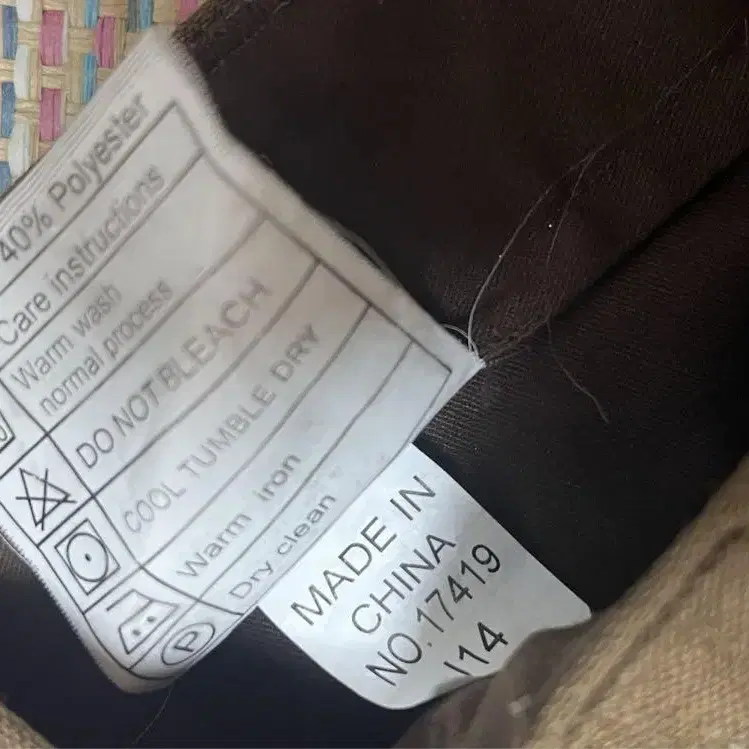 40% Polyester
Care instructions
Warm wash
normal process
DO NOT BLEACH
COOL TUMBLE DRY
Warm iron
Dry clean
P
MADE IN
CHINA
NO.17419
114